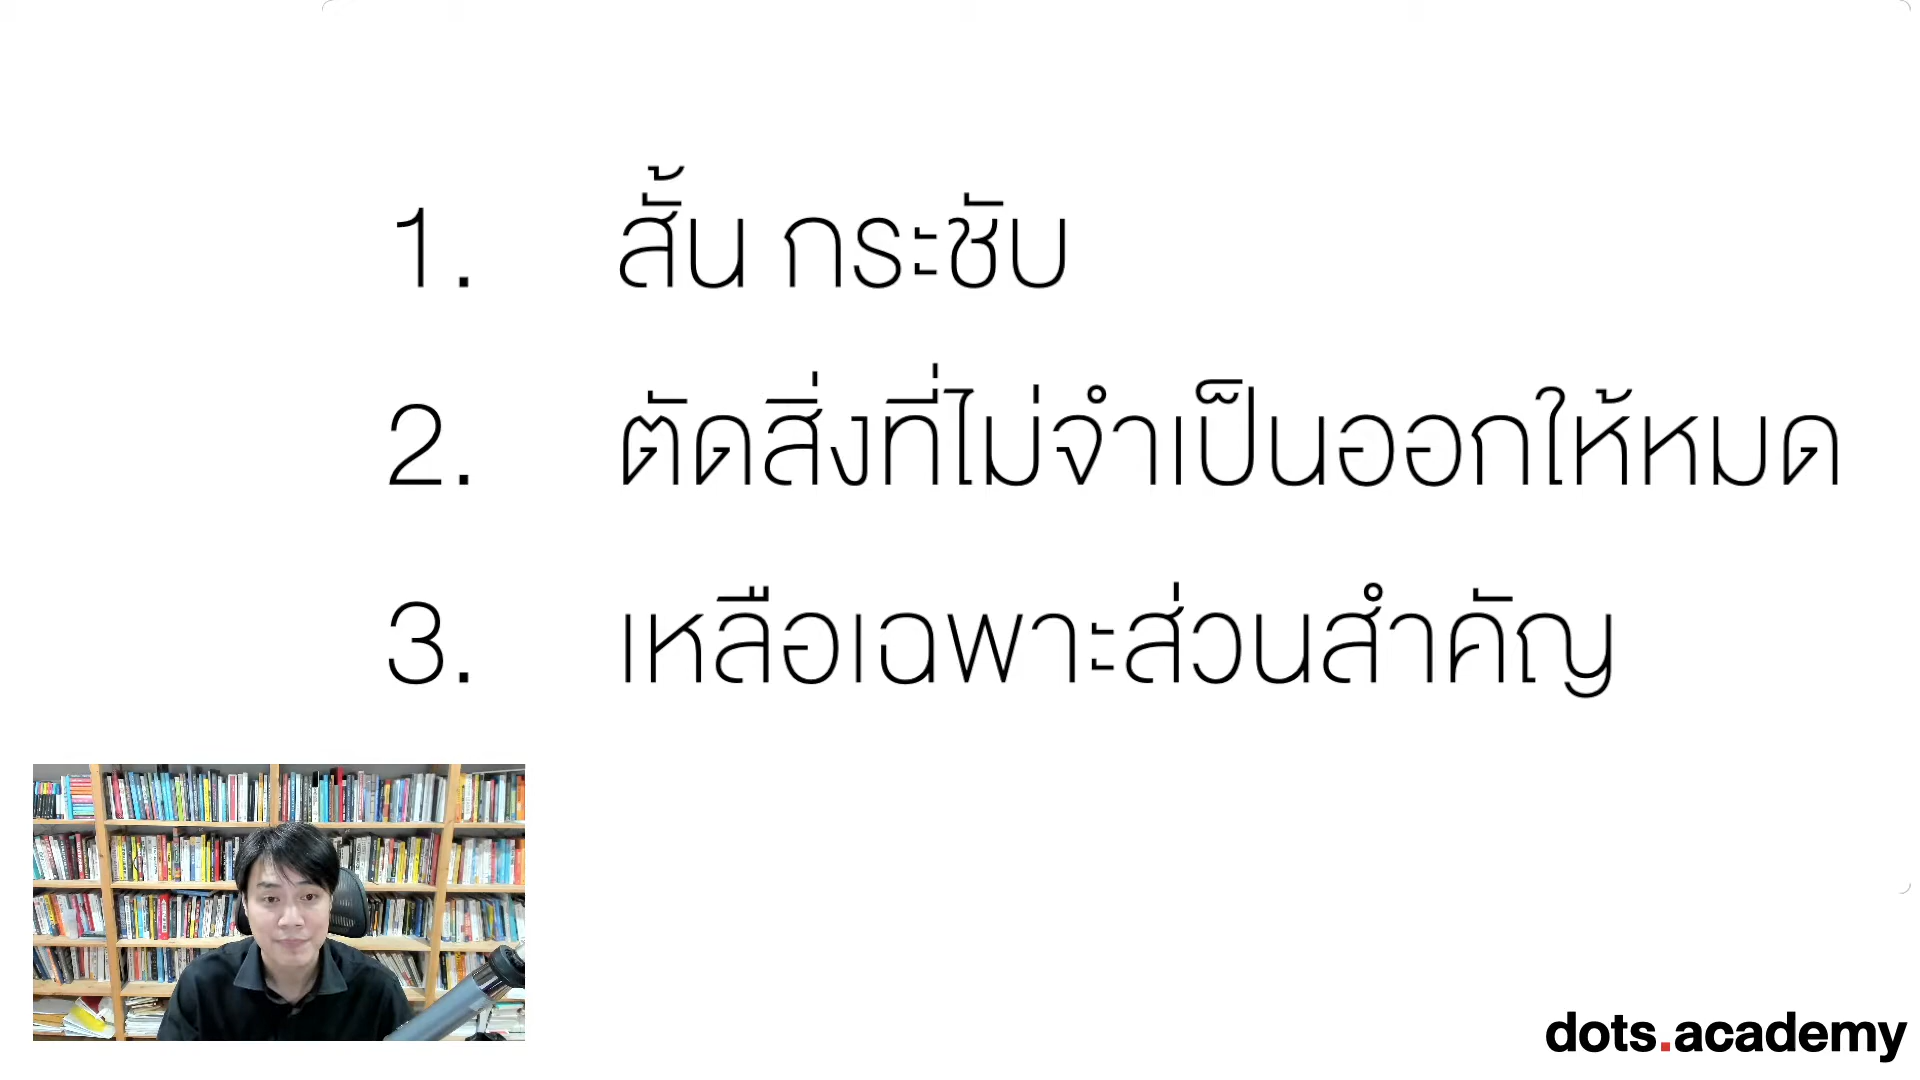 1. สั้น กระชับ
2. ตัดสิ่งที่ไม่จำเป็นออกให้หมด
3. เหลือเฉพาะส่วนสำคัญ
dots.academy